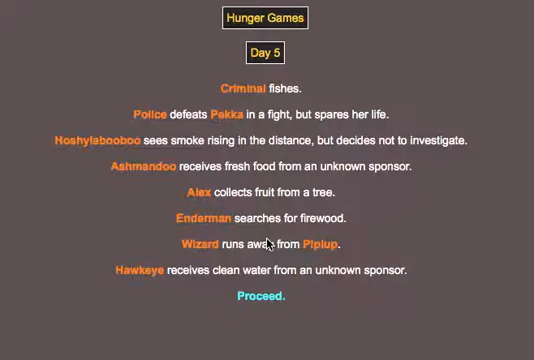 Hunger Games
Day 5
Criminal fishes.
Police defeats Pekka in a fight, but spares her life.
Hoshylabooboo sees smoke rising in the distance, but decides not to investigate.
Ashmandoo receives fresh food from an unknown sponsor.
Alex collects fruit from a tree.
Enderman searches for firewood.
Wizard runs away from Piplup.
Hawkeye receives clean water from an unknown sponsor.
Proceed.